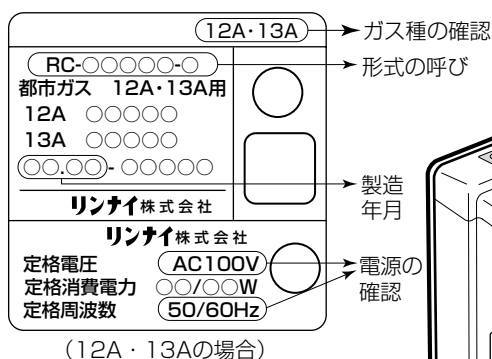 12A・13A
ガス種の確認
RC-○○○○○-○
形式の呼び
都市ガス 12A・13A用
12A ○○○○○
13A ○○○○○
○○.○○-○○○○○
製造
年月
リンナイ株式会社
リンナイ株式会社
定格電圧 AC100V
電源の
確認
定格消費電力 ○○/○○W
定格周波数 50/60Hz
(12A・13Aの場合)